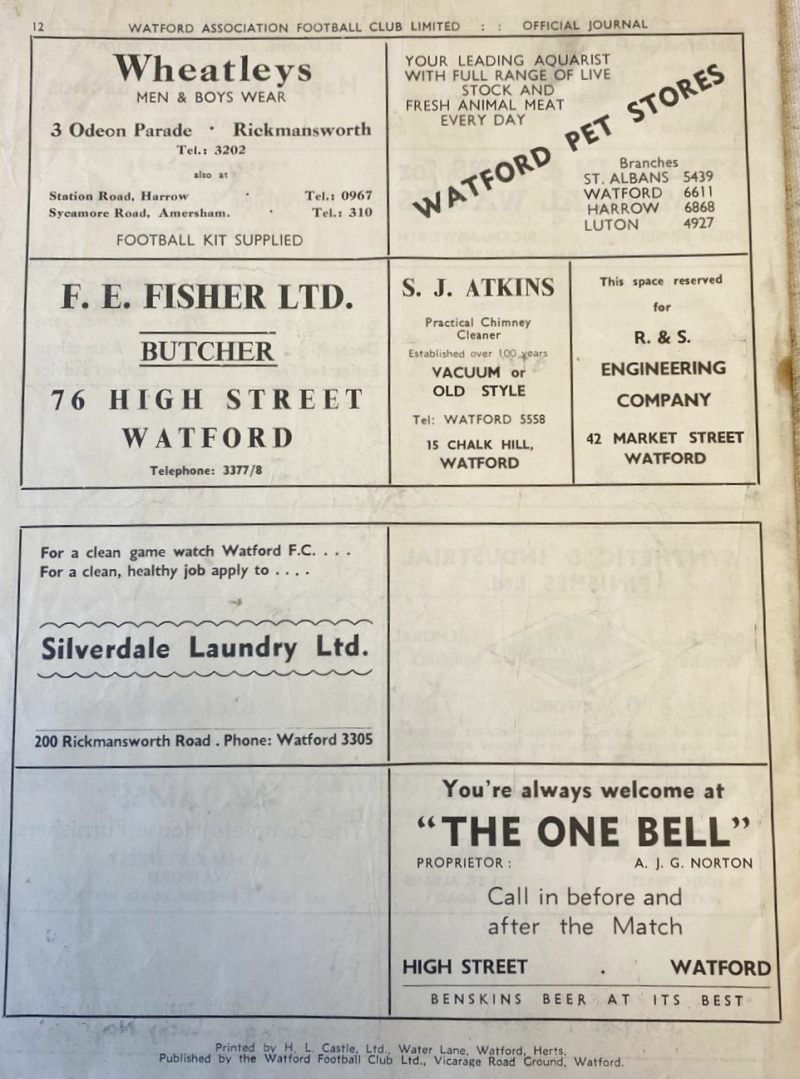 12
WATFORD ASSOCIATION FOOTBALL CLUB LIMITED : : OFFICIAL JOURNAL
Wheatleys
MEN & BOYS WEAR
3 Odeon Parade · Rickmansworth
Tel.: 3202
also at
Station Road, Harrow · Tel.: 0967
Sycamore Road, Amersham. · Tel.: 310
FOOTBALL KIT SUPPLIED
YOUR LEADING AQUARIST
WITH FULL RANGE OF LIVE
STOCK AND
FRESH ANIMAL MEAT
EVERY DAY
WATFORD PET STORES
Branches
ST. ALBANS 5439
WATFORD 6611
HARROW 6868
LUTON 4927
F. E. FISHER LTD.
BUTCHER
76 HIGH STREET
WATFORD
Telephone: 3377/8
S. J. ATKINS
Practical Chimney
Cleaner
Established over 100 years
VACUUM or
OLD STYLE
Tel: WATFORD 5558
15 CHALK HILL,
WATFORD
This space reserved
for
R. & S.
ENGINEERING
COMPANY
42 MARKET STREET
WATFORD
For a clean game watch Watford F.C. . . .
For a clean, healthy job apply to . . . .
Silverdale Laundry Ltd.
200 Rickmansworth Road . Phone: Watford 3305
You're always welcome at
"THE ONE BELL"
PROPRIETOR : A. J. G. NORTON
Call in before and
after the Match
HIGH STREET . WATFORD
BENSKINS BEER AT ITS BEST
Printed by H. L. Castle, Ltd., Water Lane, Watford, Herts.
Published by the Watford Football Club Ltd., Vicarage Road Ground, Watford.